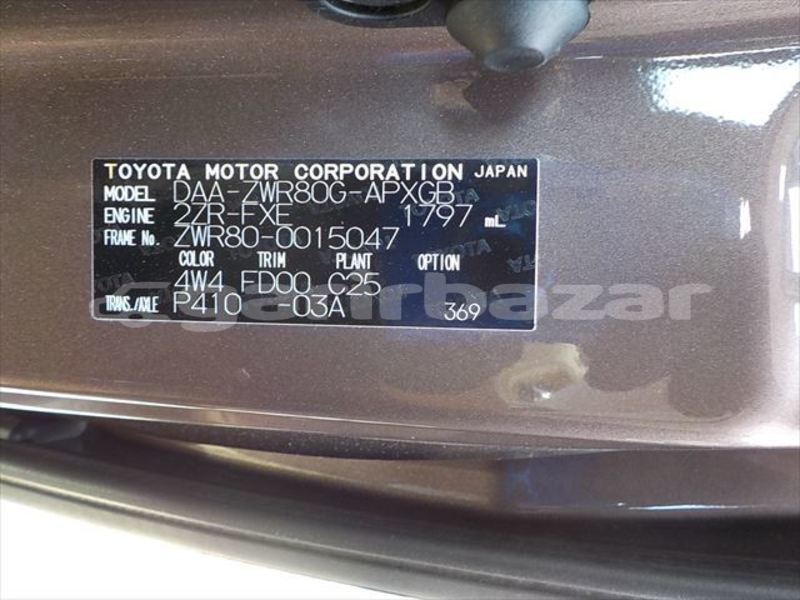 TOYOTA MOTOR CORPORATION JAPAN
MODEL DAA-ZWR80G-APXGB
ENGINE 2ZR-FXE 1797 mL
FRAME No. ZWR80-0015047
COLOR TRIM PLANT OPTION
4W4 FD00 C25
TRANS./AXLE P410 -03A 369
garirbazar